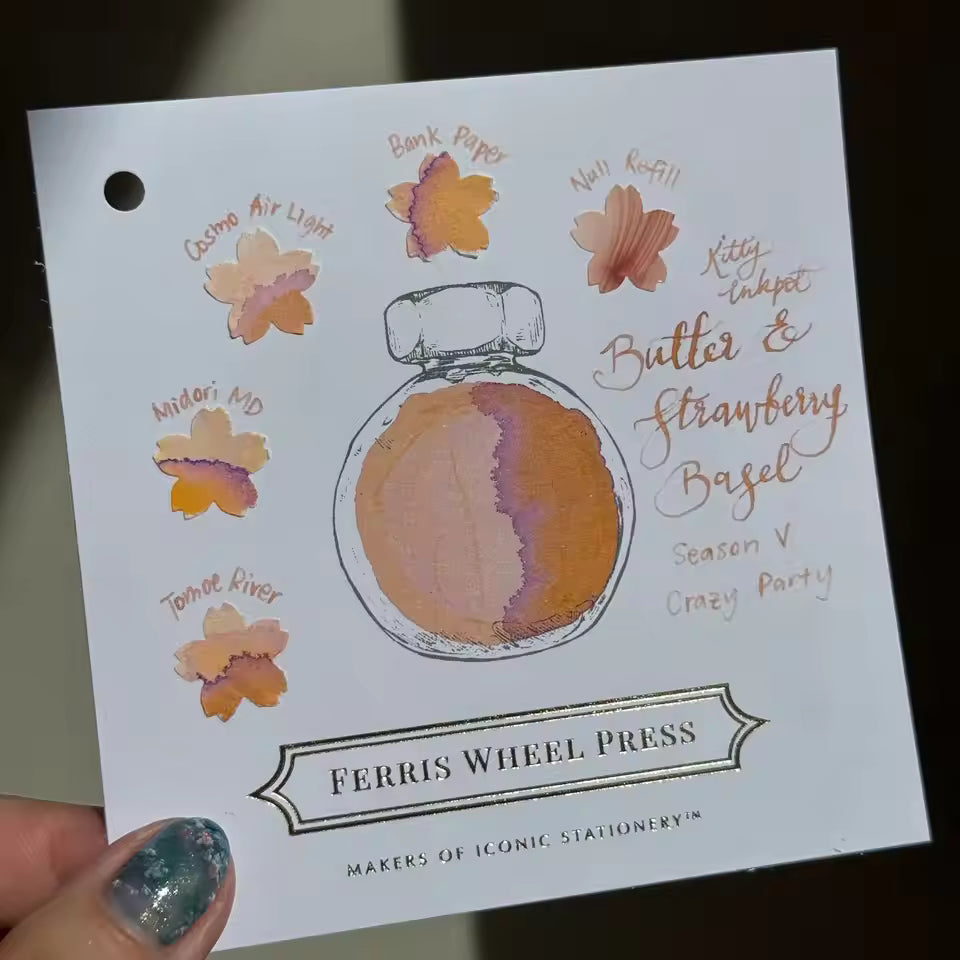 Bank Paper
Null Refill
Cosmo Air Light
Midori MD
Tomoe River
Kitty
Inkpot
Butter &
Strawberry
Bagel
Season V
Crazy Party
FERRIS WHEEL PRESS
MAKERS OF ICONIC STATIONERY™